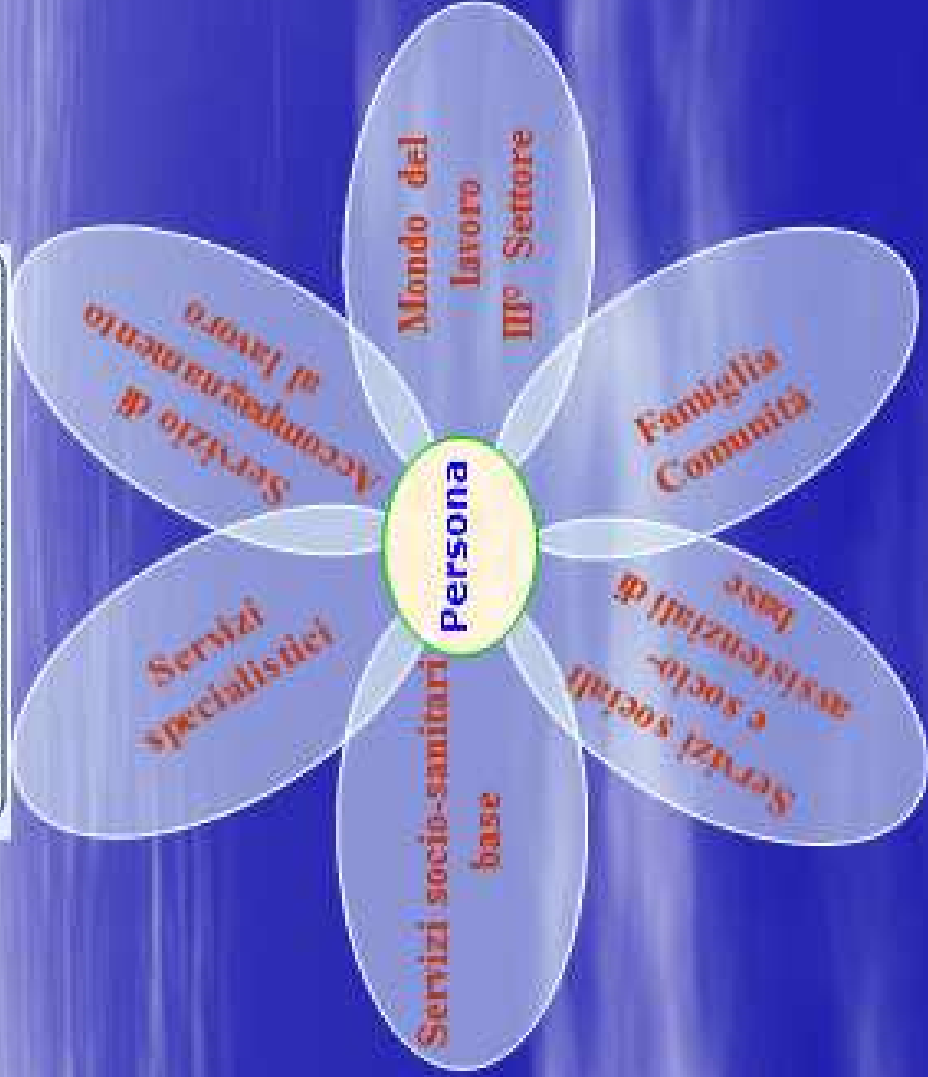 Servizi
specialistici
Servizio di
Accompagnamento
al lavoro
Servizi socio-sanitari
base
Persona
Mondo del
lavoro
III° Settore
Servizi sociali
e socio-
assistenziali di
base
Famiglia
Comunità